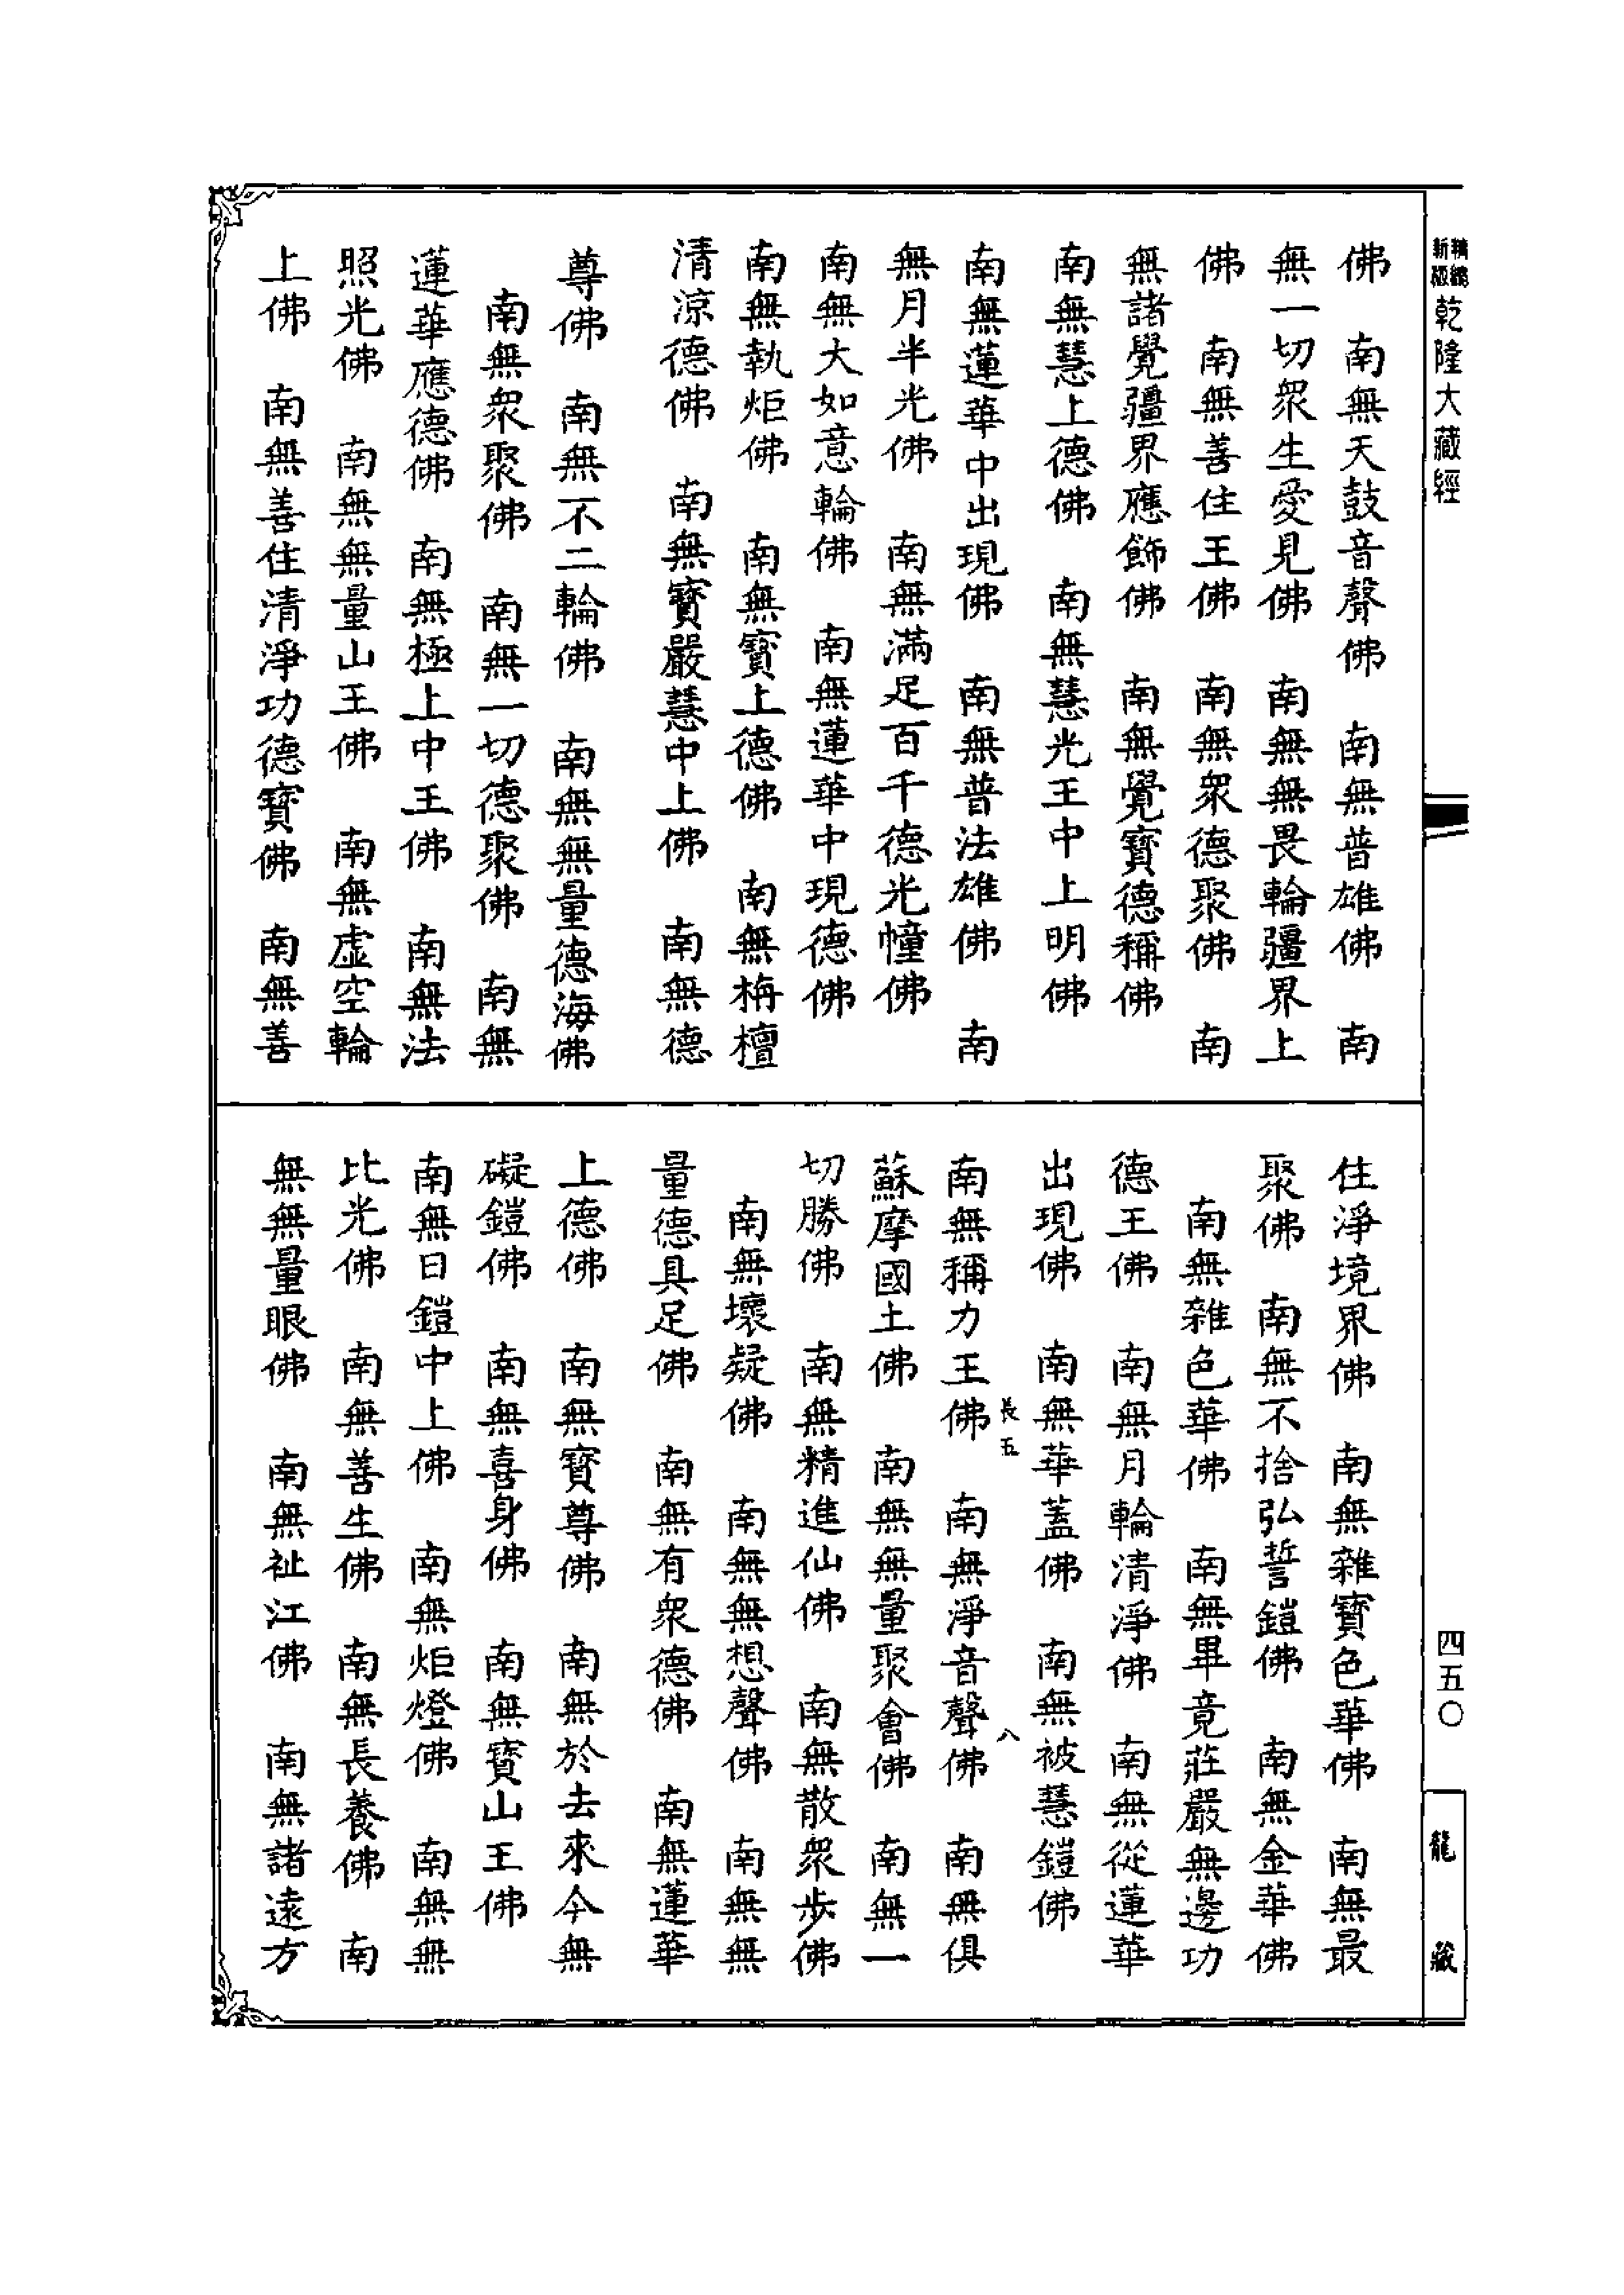 新編縮版乾隆大藏經
佛　南無天鼓音聲佛　南無普雄佛　南
無一切眾生愛見佛　南無無畏輪疆界上
佛　南無善住王佛　南無眾德聚佛　南
無諸覺疆界應飾佛　南無覺寶德稱佛
南無慧上德佛　南無慧光王中上明佛
南無蓮華中出現佛　南無普法雄佛　南
無月半光佛　南無滿足百千德光幢佛
南無大如意輪佛　南無蓮華中現德佛
南無執炬佛　南無寶上德佛　南無栴檀
清涼德佛　南無寶嚴慧中上佛　南無德
尊佛　南無不二輪佛　南無無量德海佛
南無眾聚佛　南無一切德聚佛　南無
蓮華應德佛　南無極上中王佛　南無法
照光佛　南無無量山王佛　南無虛空輪
上佛　南無善住清淨功德寶佛　南無善
住淨境界佛　南無雜寶色華佛　南無最
聚佛　南無不捨弘誓鎧佛　南無金華佛
南無雜色華佛　南無畢竟莊嚴無邊功
德王佛　南無月輪清淨佛　南無從蓮華
出現佛　南無華蓋佛　南無被慧鎧佛
長五　八
南無稱力王佛　南無淨音聲佛　南無俱
蘇摩國土佛　南無無量聚會佛　南無一
切勝佛　南無精進仙佛　南無散眾步佛
南無壞疑佛　南無無想聲佛　南無無
量德具足佛　南無有眾德佛　南無蓮華
上德佛　南無寶尊佛　南無於去來今無
礙鎧佛　南無喜身佛　南無寶山王佛
南無日鎧中上佛　南無炬燈佛　南無無
比光佛　南無善生佛　南無長養佛　南
無無量眼佛　南無祉江佛　南無諸遠方
四五〇
龍藏